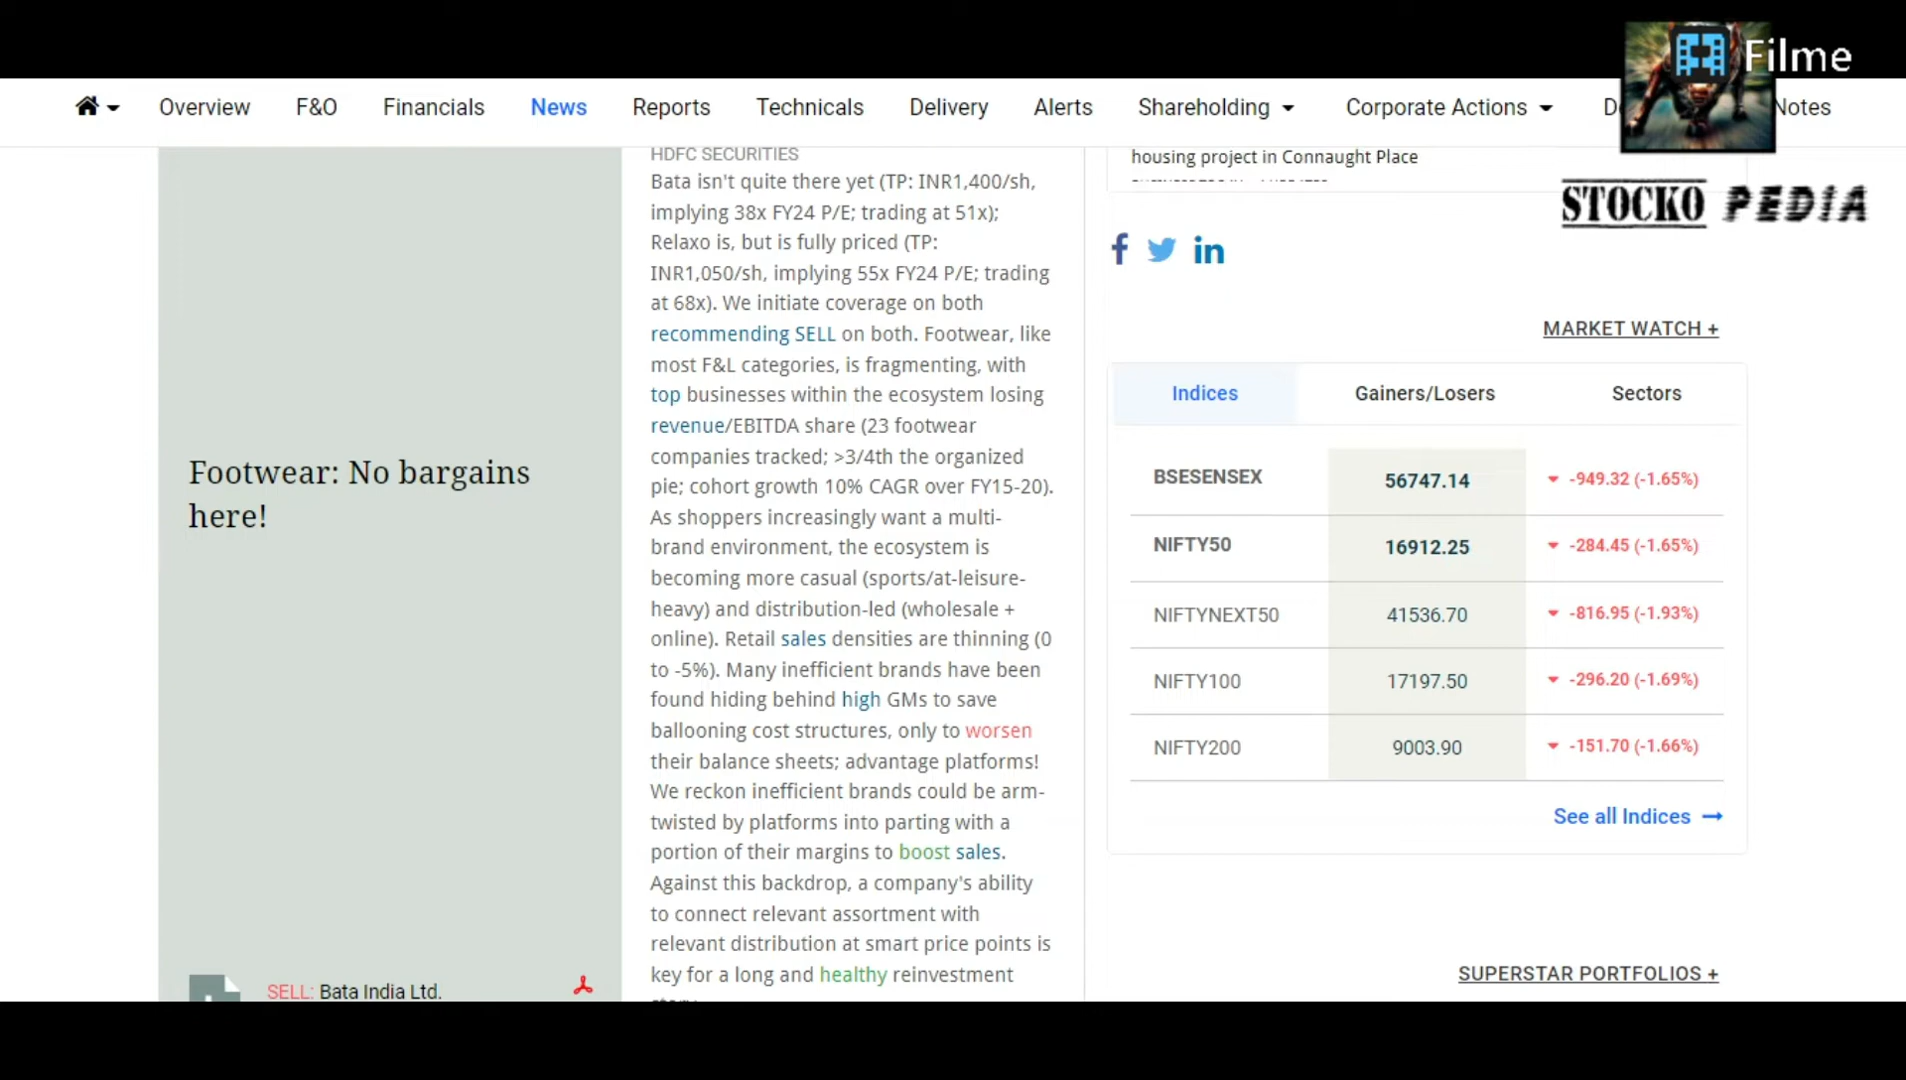 Filme
Overview F&O Financials News Reports Technicals Delivery Alerts Shareholding Corporate Actions Notes
STOCKO PEDIA
Footwear: No bargains
here!
SELL: Bata India Ltd.
HDFC SECURITIES
Bata isn't quite there yet (TP: INR1,400/sh,
implying 38x FY24 P/E; trading at 51x);
Relaxo is, but is fully priced (TP:
INR1,050/sh, implying 55x FY24 P/E; trading
at 68x). We initiate coverage on both
recommending SELL on both. Footwear, like
most F&L categories, is fragmenting, with
top businesses within the ecosystem losing
revenue/EBITDA share (23 footwear
companies tracked; >3/4th the organized
pie; cohort growth 10% CAGR over FY15-20).
As shoppers increasingly want a multi-
brand environment, the ecosystem is
becoming more casual (sports/at-leisure-
heavy) and distribution-led (wholesale +
online). Retail sales densities are thinning (0
to -5%). Many inefficient brands have been
found hiding behind high GMs to save
ballooning cost structures, only to worsen
their balance sheets; advantage platforms!
We reckon inefficient brands could be arm-
twisted by platforms into parting with a
portion of their margins to boost sales.
Against this backdrop, a company's ability
to connect relevant assortment with
relevant distribution at smart price points is
key for a long and healthy reinvestment
housing project in Connaught Place
MARKET WATCH +
Indices Gainers/Losers Sectors
BSESENSEX 56747.14 -949.32 (-1.65%)
NIFTY50 16912.25 -284.45 (-1.65%)
NIFTYNEXT50 41536.70 -816.95 (-1.93%)
NIFTY100 17197.50 -296.20 (-1.69%)
NIFTY200 9003.90 -151.70 (-1.66%)
See all Indices
SUPERSTAR PORTFOLIOS +